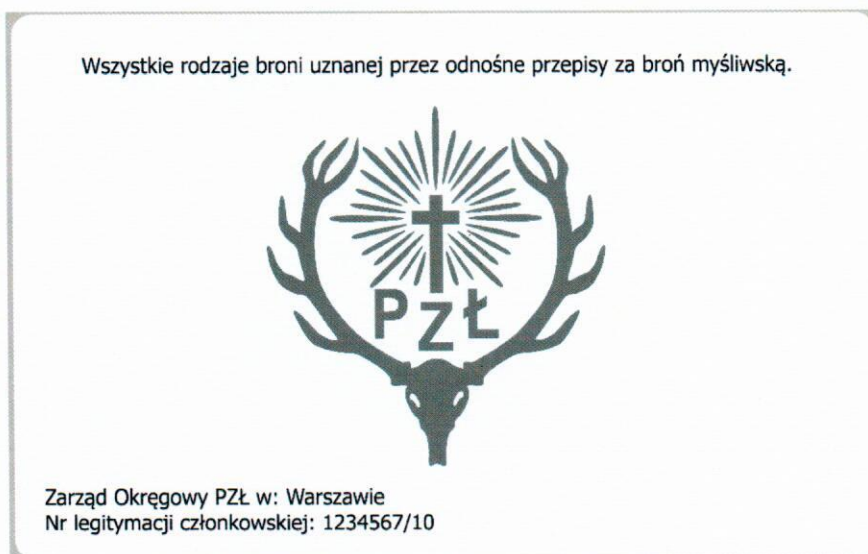 Wszystkie rodzaje broni uznanej przez odnośne przepisy za broń myśliwską.
PZŁ
Zarząd Okręgowy PZŁ w: Warszawie
Nr legitymacji członkowskiej: 1234567/10